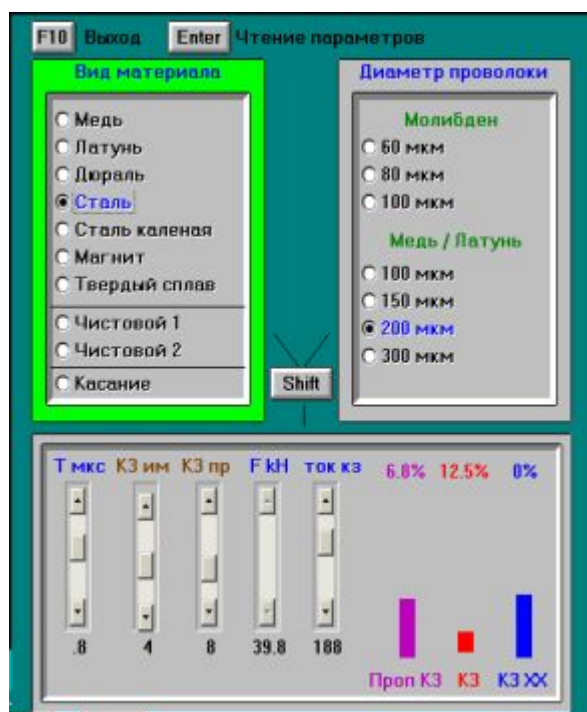 F10 Выход Enter Чтение параметров
Вид материала
Медь
Латунь
Дюраль
Сталь
Сталь каленая
Магнит
Твердый сплав
Чистовой 1
Чистовой 2
Касание
Shift
Диаметр проволоки
Молибден
60 мкм
80 мкм
100 мкм
Медь / Латунь
100 мкм
150 мкм
200 мкм
300 мкм
Т мкс КЗ им КЗ пр F kH ток кз 6.8% 12.5% 0%
.8 4 8 39.8 188
Проп КЗ КЗ КЗ ХХ